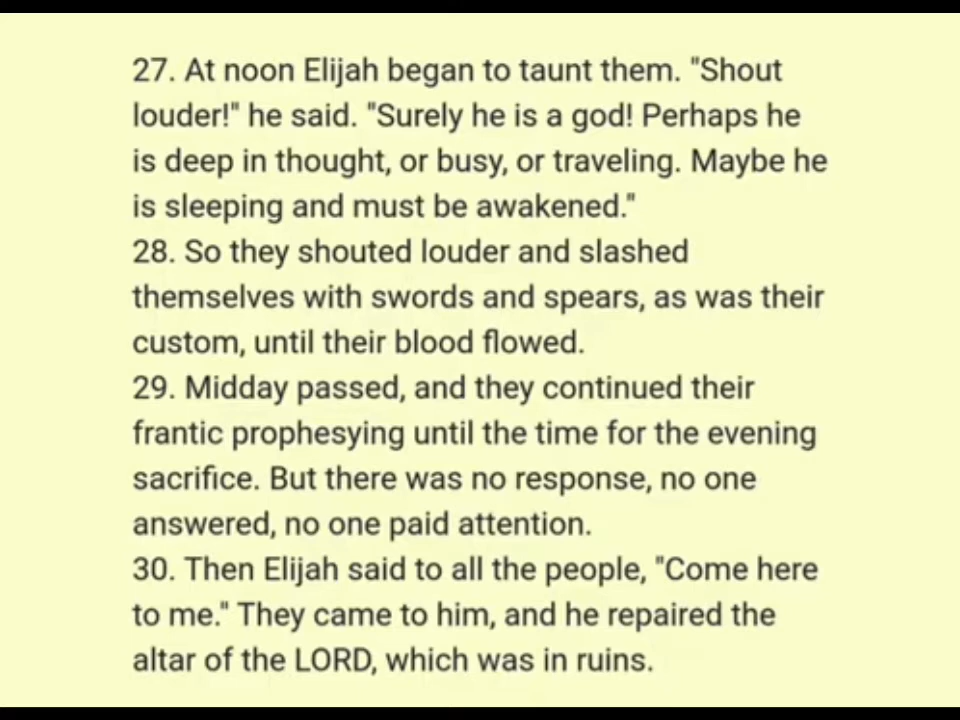 27. At noon Elijah began to taunt them. "Shout
louder!" he said. "Surely he is a god! Perhaps he
is deep in thought, or busy, or traveling. Maybe he
is sleeping and must be awakened."
28. So they shouted louder and slashed
themselves with swords and spears, as was their
custom, until their blood flowed.
29. Midday passed, and they continued their
frantic prophesying until the time for the evening
sacrifice. But there was no response, no one
answered, no one paid attention.
30. Then Elijah said to all the people, "Come here
to me." They came to him, and he repaired the
altar of the LORD, which was in ruins.